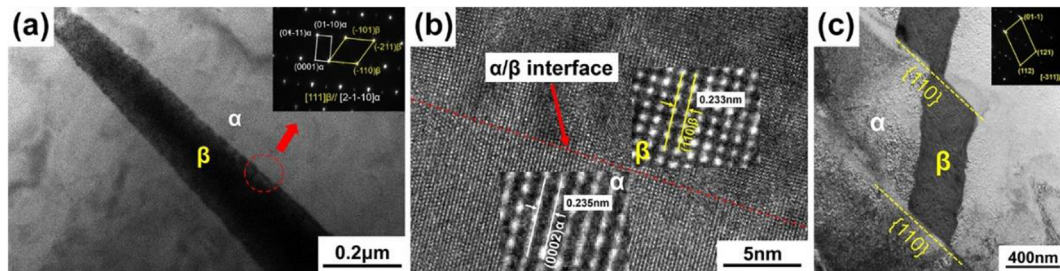 (a)
(01-11)α
(01-10)α
(-101)β
(-211)β
(0001)α
(-110)β
[111]β// [2-1-10]α
α
β
0.2μm
(b)
α/β interface
0.233nm
{110}β
β
α
0.235nm
(0002)α
5nm
(c)
(01-1)
(121)
(112)
[-311]
{110}
α
β
{110}
400nm